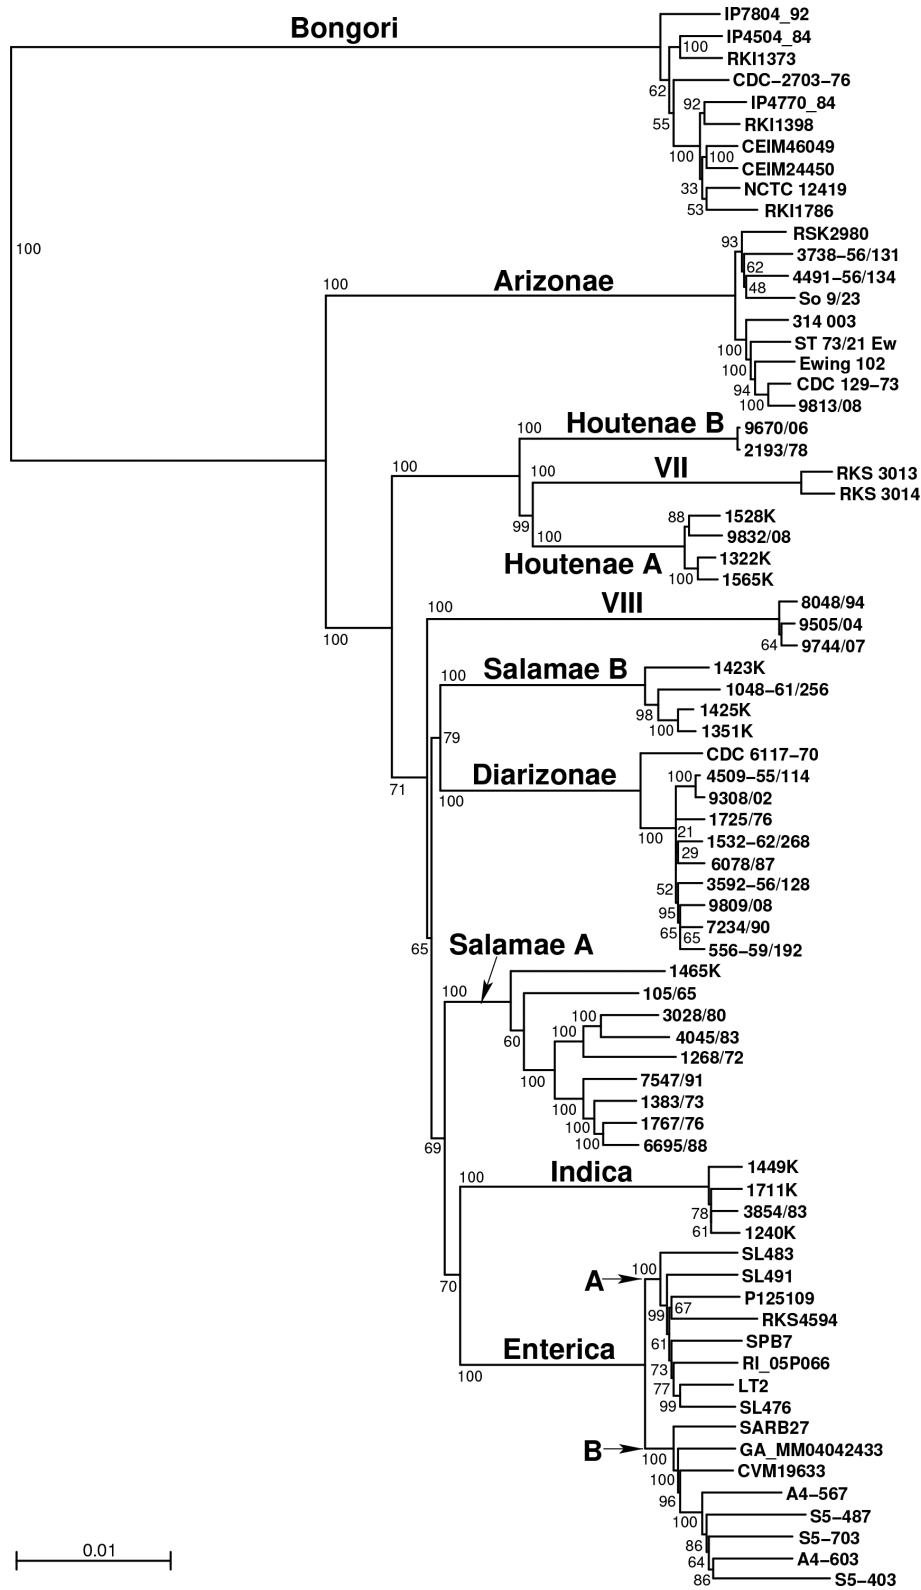 IP7804_92
Bongori
IP4504_84
100
RKI1373
CDC-2703-76
62
92
IP4770_84
55
RKI1398
CEIM46049
100
100
CEIM24450
33
NCTC 12419
53
RKI1786
RSK2980
93
100
3738-56/131
62
100
Arizonae
4491-56/134
48
So 9/23
314 003
100
ST 73/21 Ew
100
Ewing 102
94
CDC 129-73
100
9813/08
100
Houtenae B
9670/06
2193/78
100
100
VII
RKS 3013
RKS 3014
88
1528K
99
100
9832/08
Houtenae A
1322K
100
1565K
100
VIII
8048/94
100
9505/04
64
9744/07
100
Salamae B
1423K
1048-61/256
98
1425K
100
1351K
79
CDC 6117-70
71
100
Diarizonae
100
4509-55/114
9308/02
1725/76
100
21
1532-62/268
29
6078/87
52
3592-56/128
95
9809/08
65
65
7234/90
65
Salamae A
556-59/192
1465K
100
105/65
100
3028/80
60
100
4045/83
1268/72
100
7547/91
100
1383/73
100
1767/76
69
100
6695/88
100
Indica
1449K
1711K
78
3854/83
61
1240K
SL483
70
A
100
SL491
P125109
99
67
RKS4594
61
SPB7
100
Enterica
73
RI_05P066
77
LT2
99
SL476
SARB27
B
100
GA_MM04042433
100
CVM19633
96
A4-567
100
S5-487
86
S5-703
0.01
64
A4-603
86
S5-403